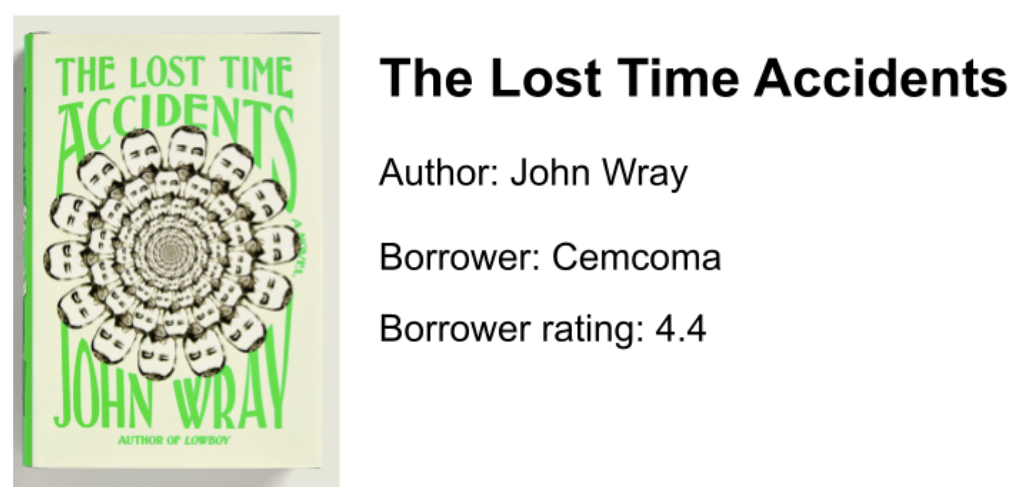 THE LOST TIME
ACCIDENTS
A NOVEL
JOHN WRAY
AUTHOR OF LOWBOY
The Lost Time Accidents
Author: John Wray
Borrower: Cemcoma
Borrower rating: 4.4